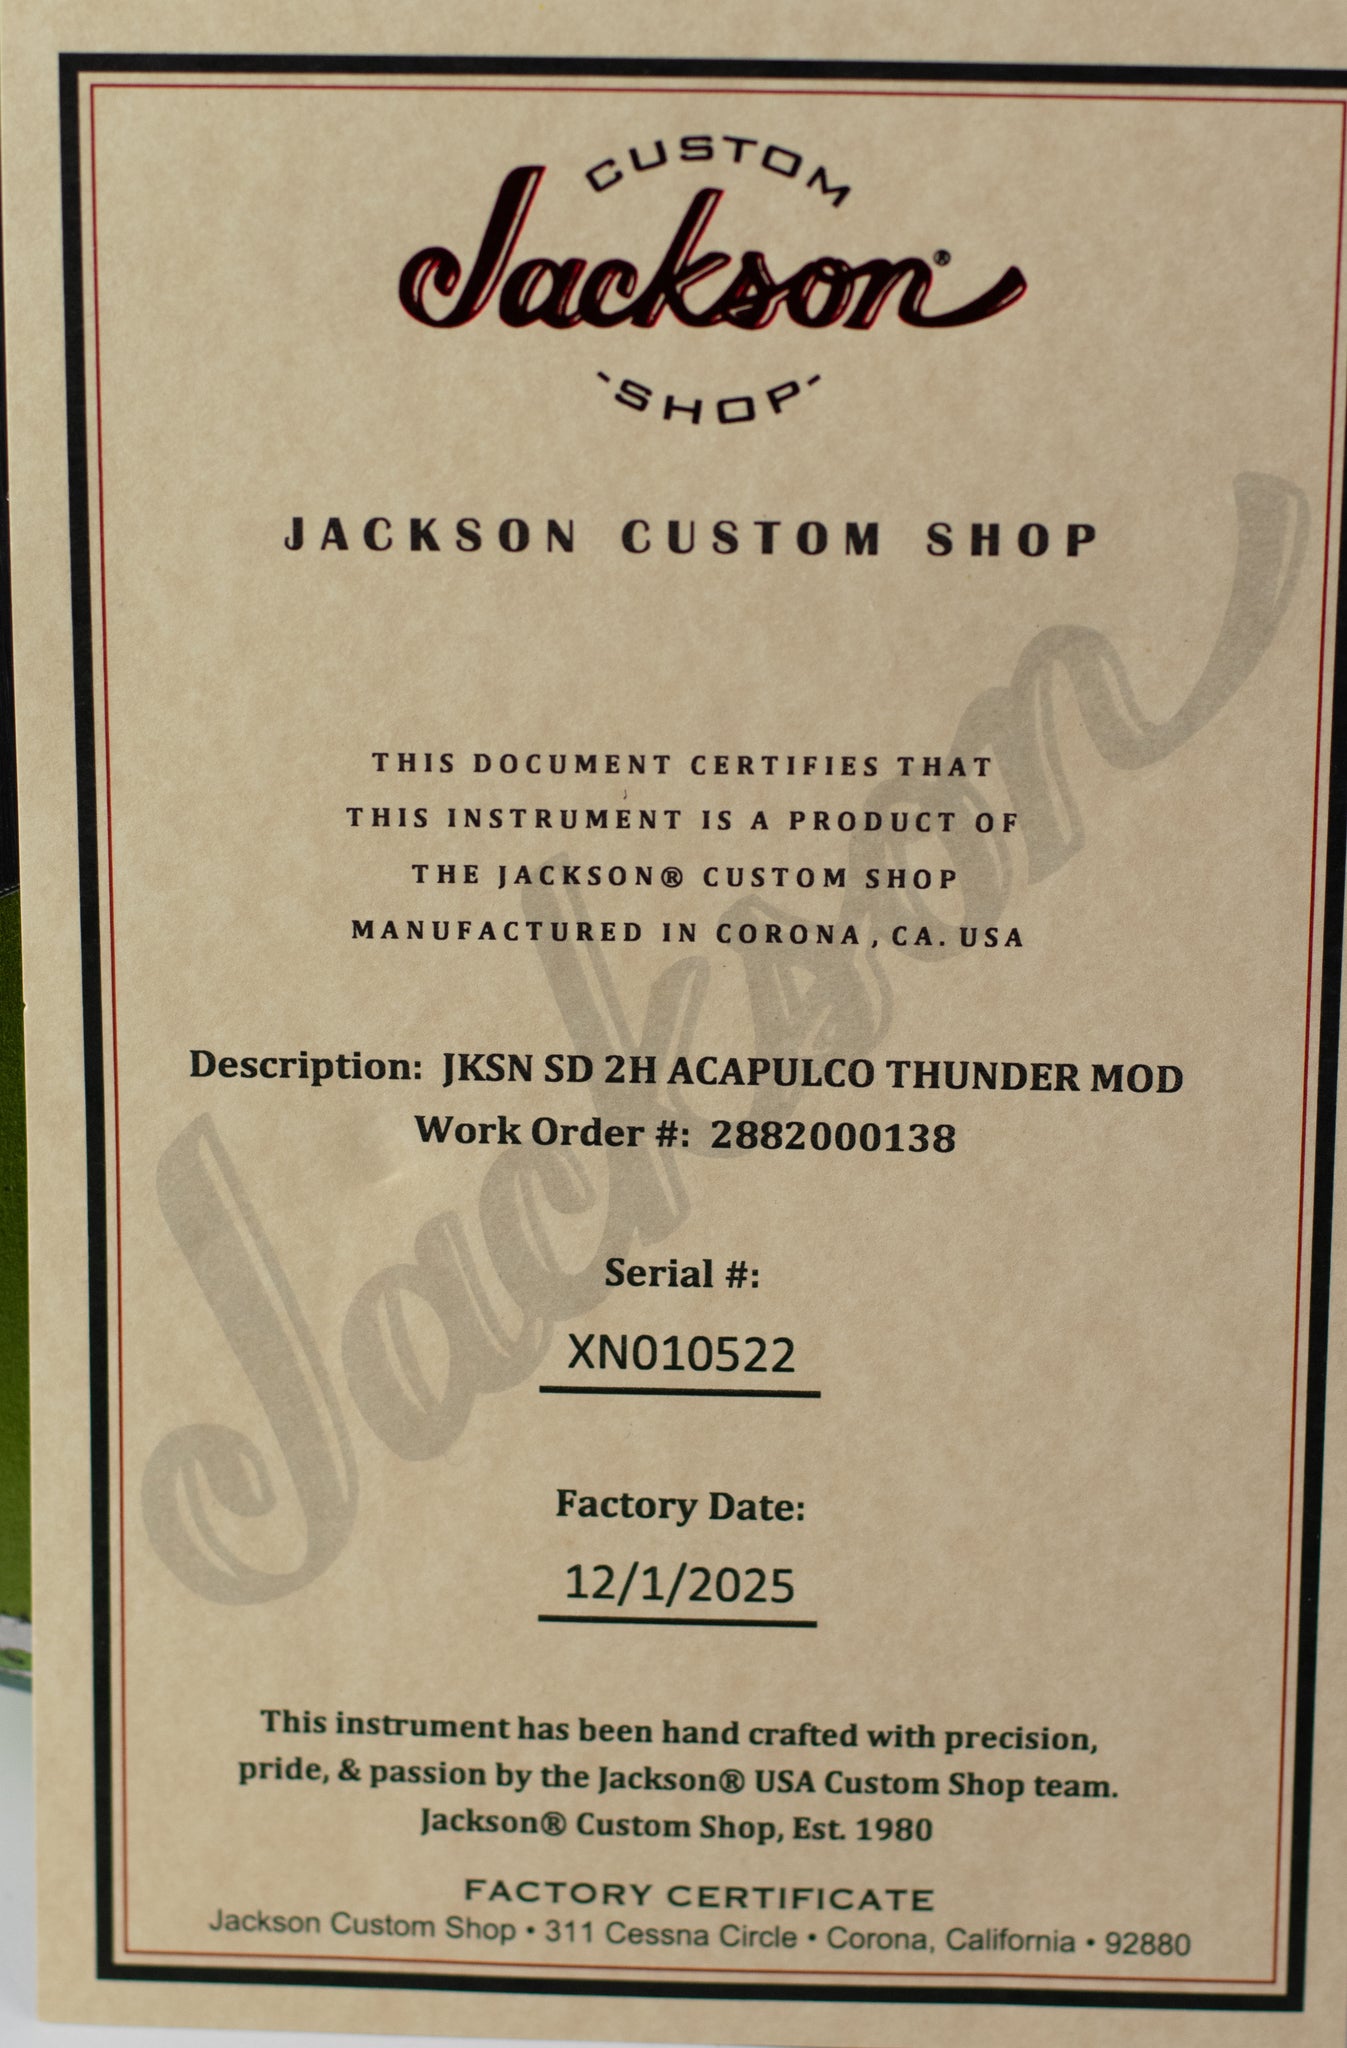 CUSTOM
Jackson®
-SHOP-
JACKSON CUSTOM SHOP
THIS DOCUMENT CERTIFIES THAT
THIS INSTRUMENT IS A PRODUCT OF
THE JACKSON® CUSTOM SHOP
MANUFACTURED IN CORONA, CA. USA
Description: JKSN SD 2H ACAPULCO THUNDER MOD
Work Order #: 2882000138
Serial #:
XN010522
Factory Date:
12/1/2025
This instrument has been hand crafted with precision,
pride, & passion by the Jackson® USA Custom Shop team.
Jackson® Custom Shop, Est. 1980
FACTORY CERTIFICATE
Jackson Custom Shop • 311 Cessna Circle • Corona, California • 92880
Jackson